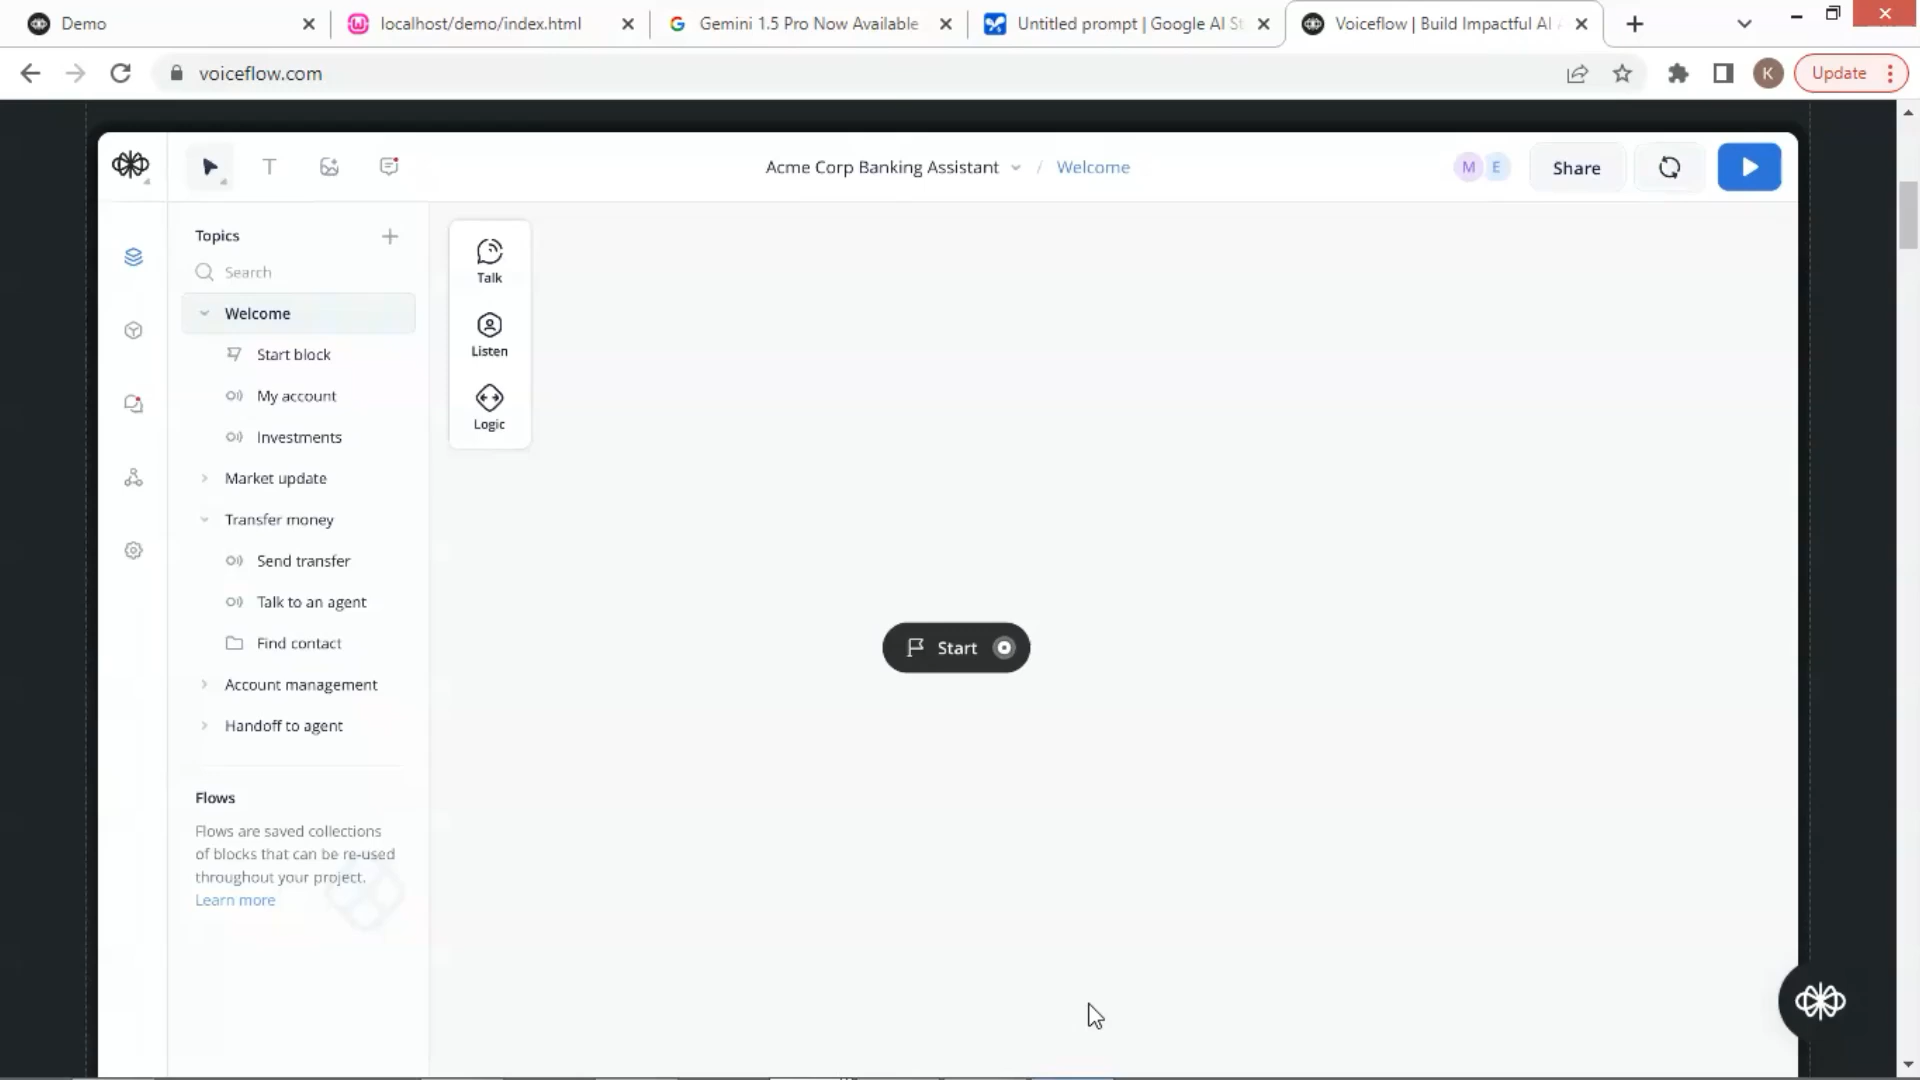 Demo
localhost/demo/index.html
Gemini 1.5 Pro Now Available
Untitled prompt | Google AI St
Voiceflow | Build Impactful AI A
voiceflow.com
K
Update
T
Acme Corp Banking Assistant / Welcome
M
E
Share
Topics
Search
Welcome
Start block
My account
Investments
Market update
Transfer money
Send transfer
Talk to an agent
Find contact
Account management
Handoff to agent
Flows
Flows are saved collections
of blocks that can be re-used
throughout your project.
Learn more
Talk
Listen
Logic
Start